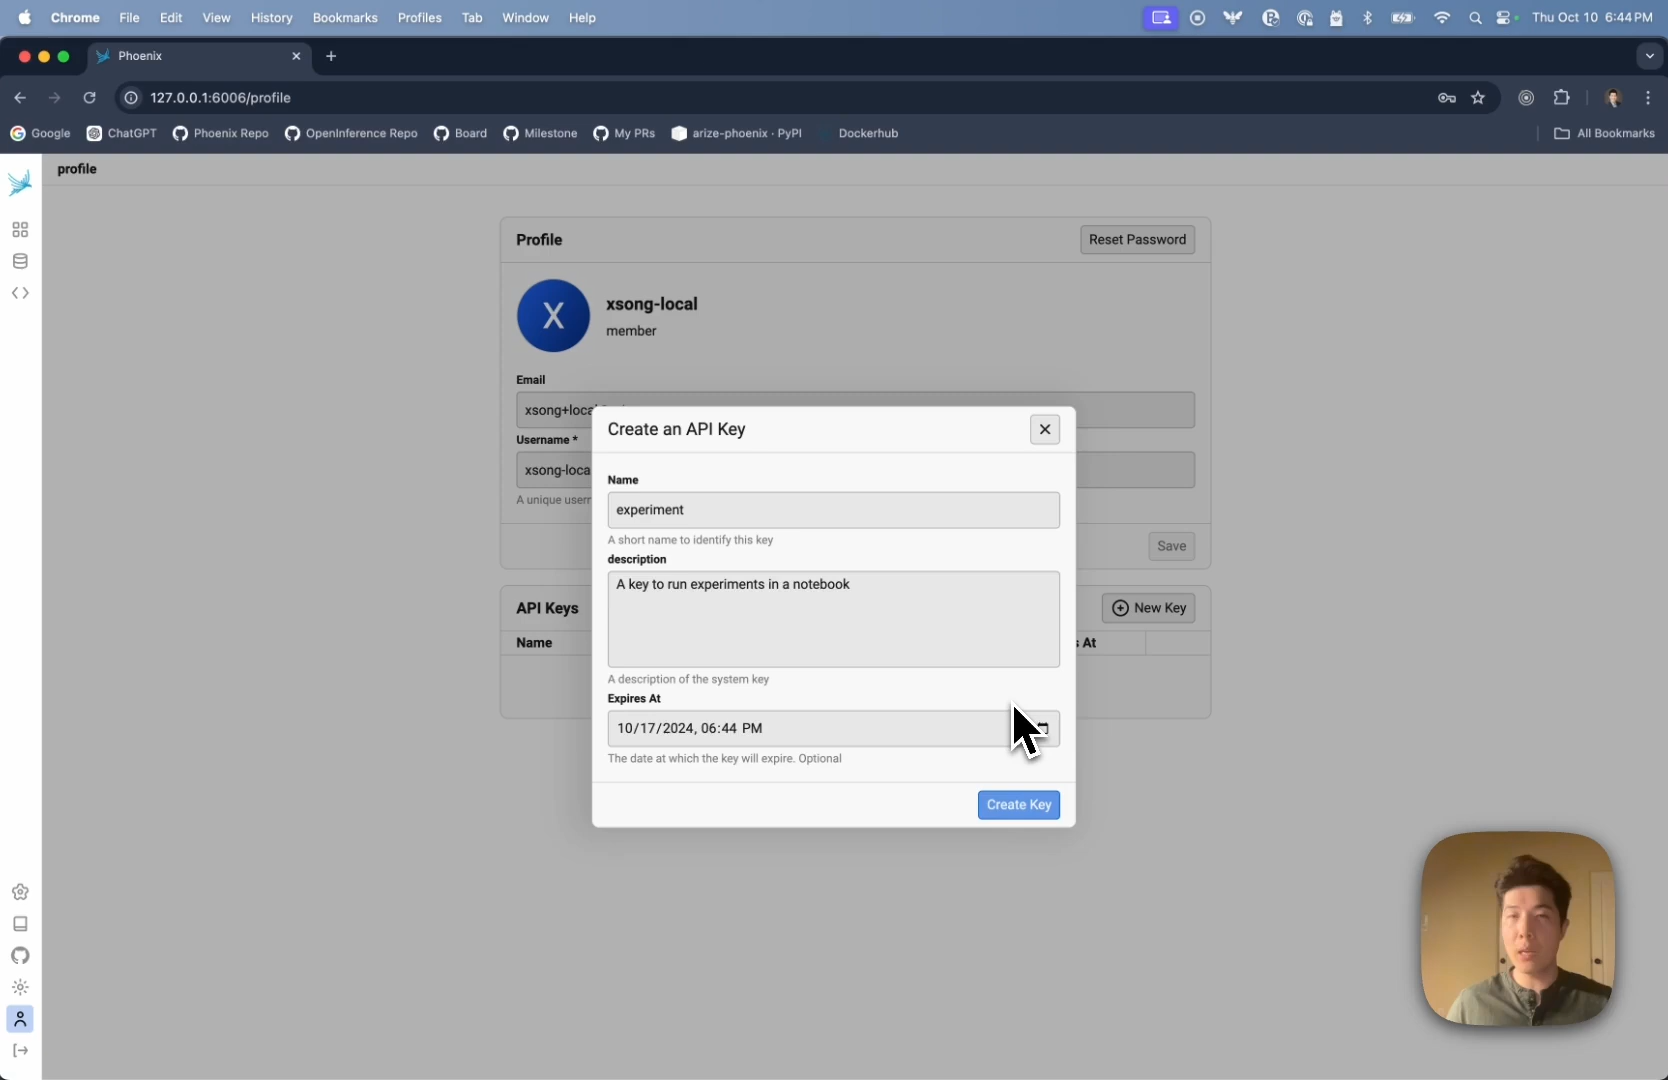 Chrome File Edit View History Bookmarks Profiles Tab Window Help Thu Oct 10 6:44 PM
Phoenix
127.0.0.1:6006/profile
Google ChatGPT Phoenix Repo OpenInference Repo Board Milestone My PRs arize-phoenix · PyPI Dockerhub All Bookmarks
profile
Profile Reset Password
X
xsong-local
member
Email
xsong+loca
Username *
xsong-loca
A unique user
Save
API Keys New Key
Name At
Create an API Key
Name
experiment
A short name to identify this key
description
A key to run experiments in a notebook
A description of the system key
Expires At
10/17/2024, 06:44 PM
The date at which the key will expire. Optional
Create Key